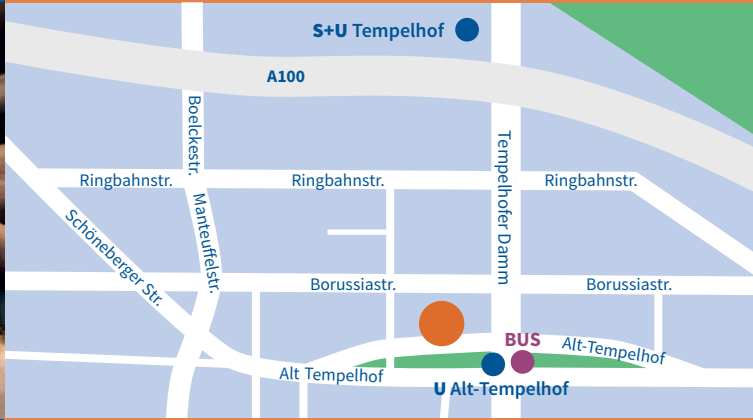 S+U Tempelhof
A100
Boelckestr.
Tempelhofer Damm
Ringbahnstr.
Ringbahnstr.
Ringbahnstr.
Manteuffelstr.
Schöneberger Str.
Borussiastr.
Borussiastr.
BUS
Alt-Tempelhof
Alt Tempelhof
U Alt-Tempelhof